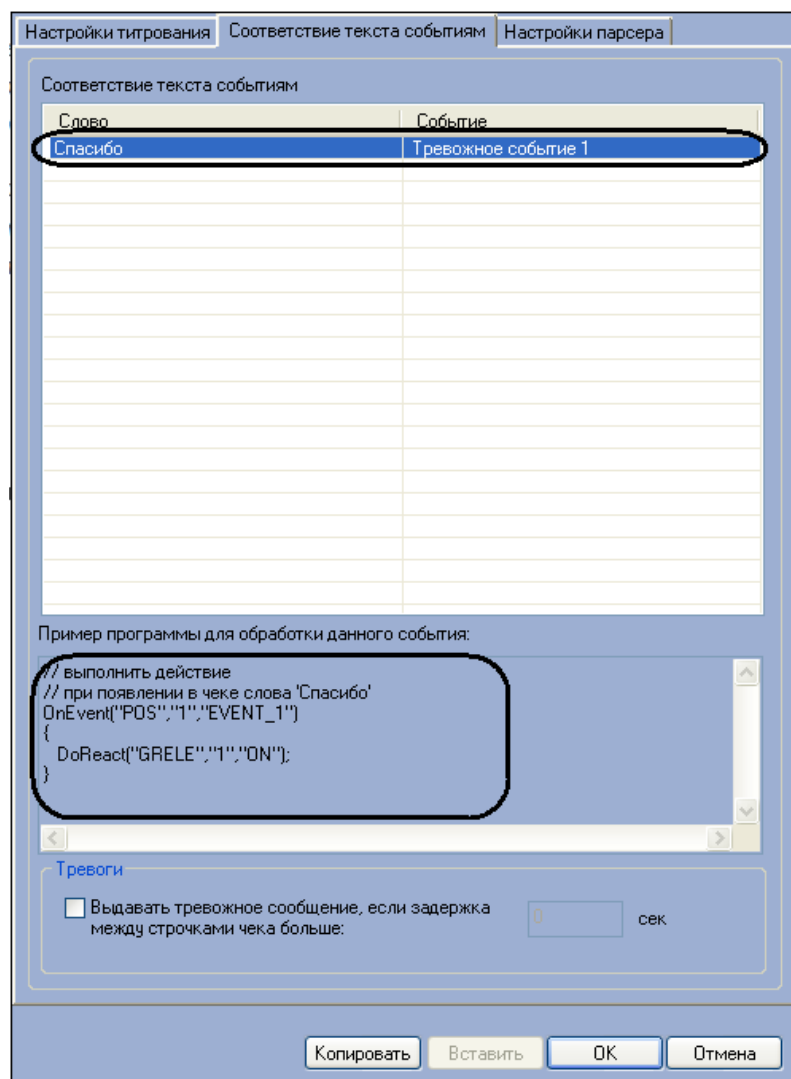 Настройки титрования Соответствие текста событиям Настройки парсера
Соответствие текста событиям
Слово Событие
Спасибо Тревожное событие 1
Пример программы для обработки данного события:
// выполнить действие
// при появлении в чеке слова 'Спасибо'
OnEvent("POS","1","EVENT_1")
{
DoReact("GRELE","1","ON");
}
Тревоги
Выдавать тревожное сообщение, если задержка
между строчками чека больше:
0 сек
Копировать Вставить OK Отмена